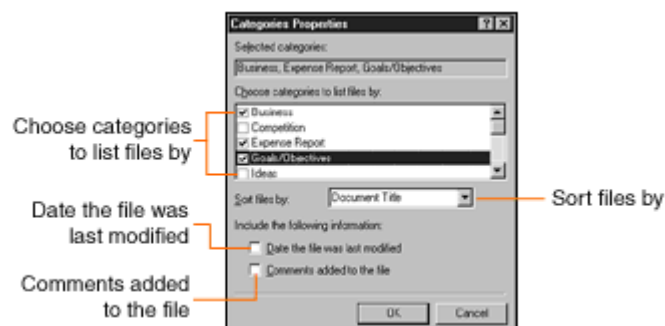 Categories Properties
Selected categories:
Business, Expense Report, Goals/Objectives
Choose categories to list files by:
Business
Competition
Expense Report
Goals/Objectives
Ideas
Sort files by:
Document Title
Include the following information:
Date the file was last modified
Comments added to the file
OK
Cancel
Choose categories
to list files by
Date the file was
last modified
Comments added
to the file
Sort files by